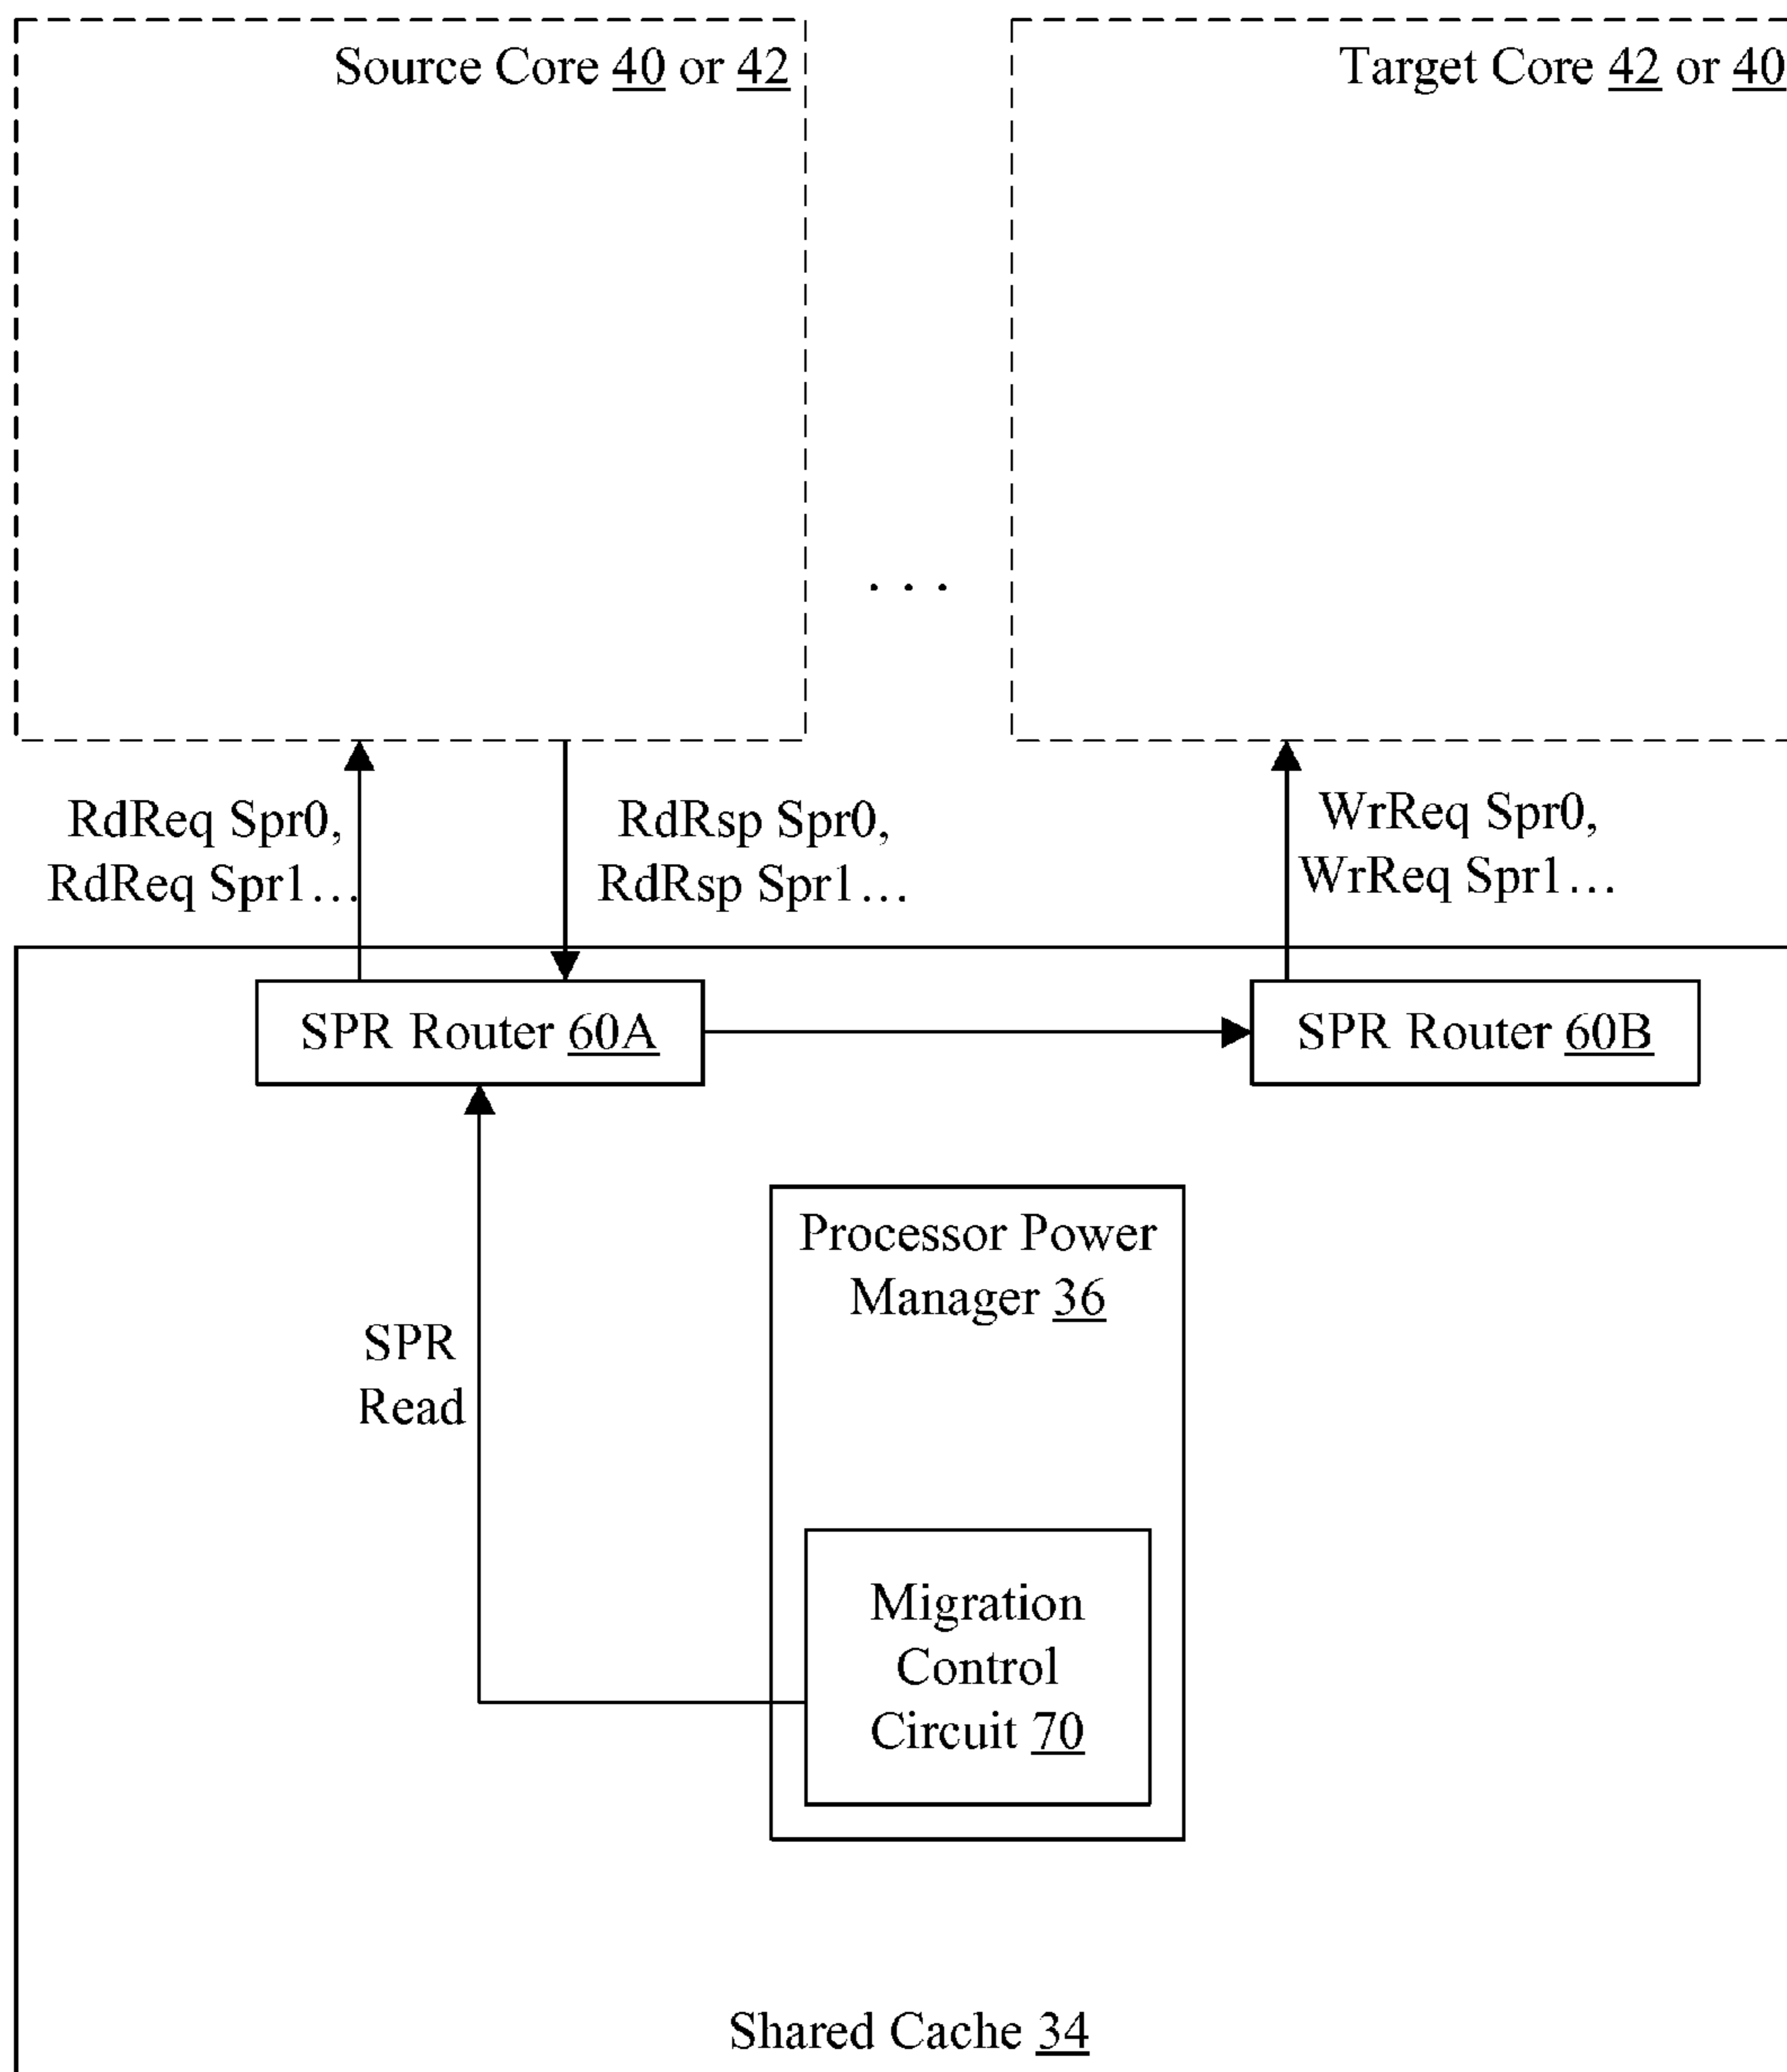 Source Core 40 or 42
Target Core 42 or 40
. . .
RdReq Spr0,
RdReq Spr1…
RdRsp Spr0,
RdRsp Spr1…
WrReq Spr0,
WrReq Spr1…
SPR Router 60A
SPR Router 60B
Processor Power
Manager 36
SPR
Read
Migration
Control
Circuit 70
Shared Cache 34